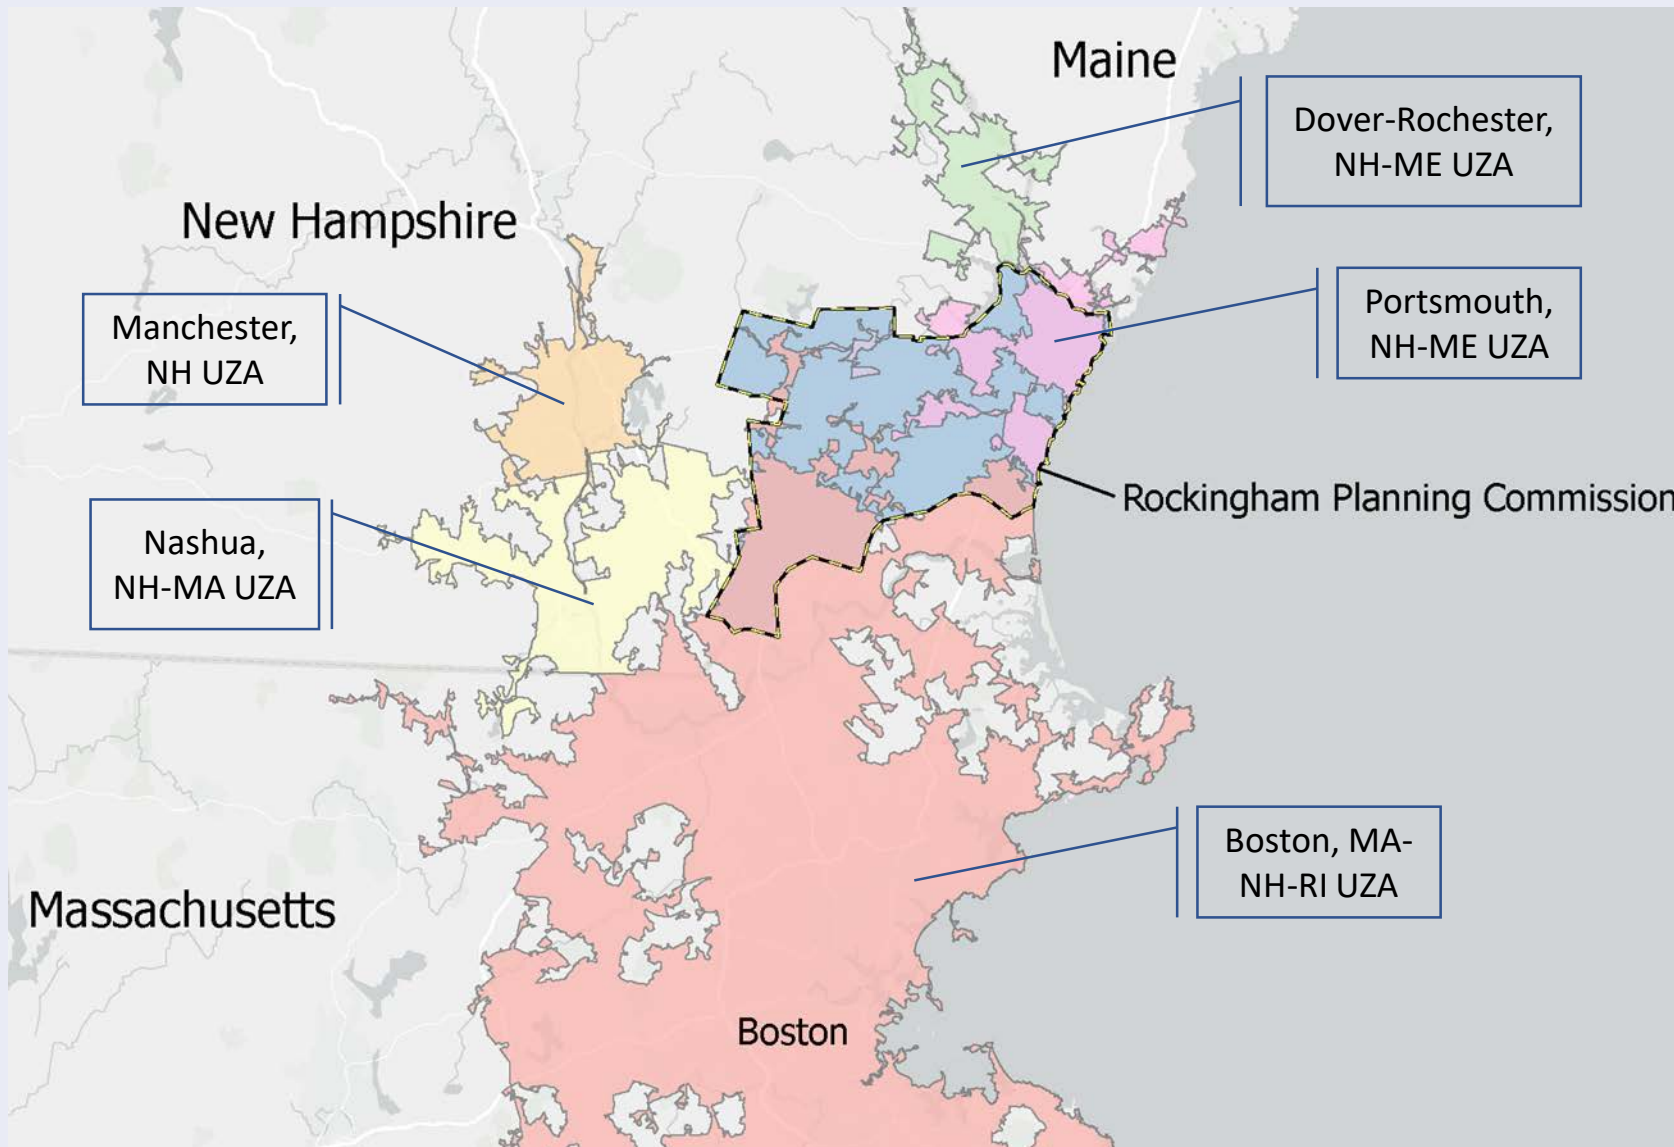 Maine
Dover-Rochester,
NH-ME UZA
New Hampshire
Manchester,
NH UZA
Portsmouth,
NH-ME UZA
Rockingham Planning Commission
Nashua,
NH-MA UZA
Boston, MA-
NH-RI UZA
Massachusetts
Boston